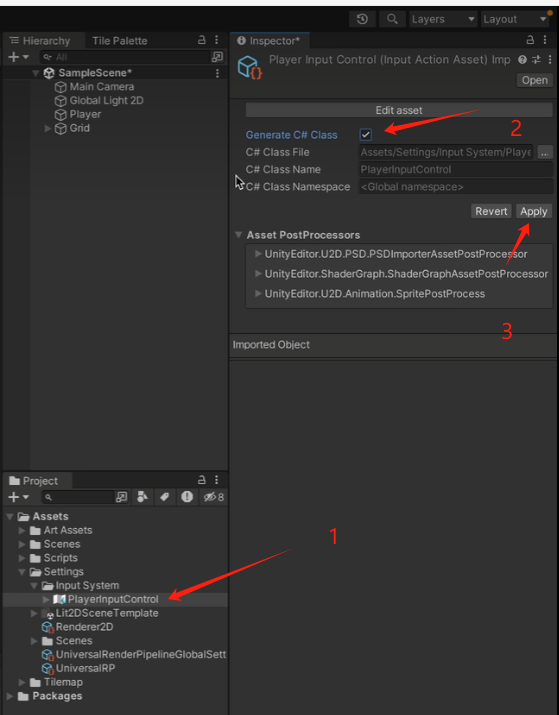 Layers
Layout
Hierarchy
Tile Palette
All
SampleScene*
Main Camera
Global Light 2D
Player
Grid
Inspector*
Player Input Control (Input Action Asset) Imp
Open
Edit asset
Generate C# Class
2
C# Class File
Assets/Settings/Input System/Playe
...
C# Class Name
PlayerInputControl
C# Class Namespace
<Global namespace>
Revert
Apply
Asset PostProcessors
UnityEditor.U2D.PSD.PSDImporterAssetPostProcessor
UnityEditor.ShaderGraph.ShaderGraphAssetPostProcessor
UnityEditor.U2D.Animation.SpritePostProcess
3
Imported Object
Project
8
Assets
Art Assets
Scenes
Scripts
Settings
Input System
PlayerInputControl
1
Lit2DSceneTemplate
Renderer2D
Scenes
UniversalRenderPipelineGlobalSett
UniversalRP
Tilemap
Packages